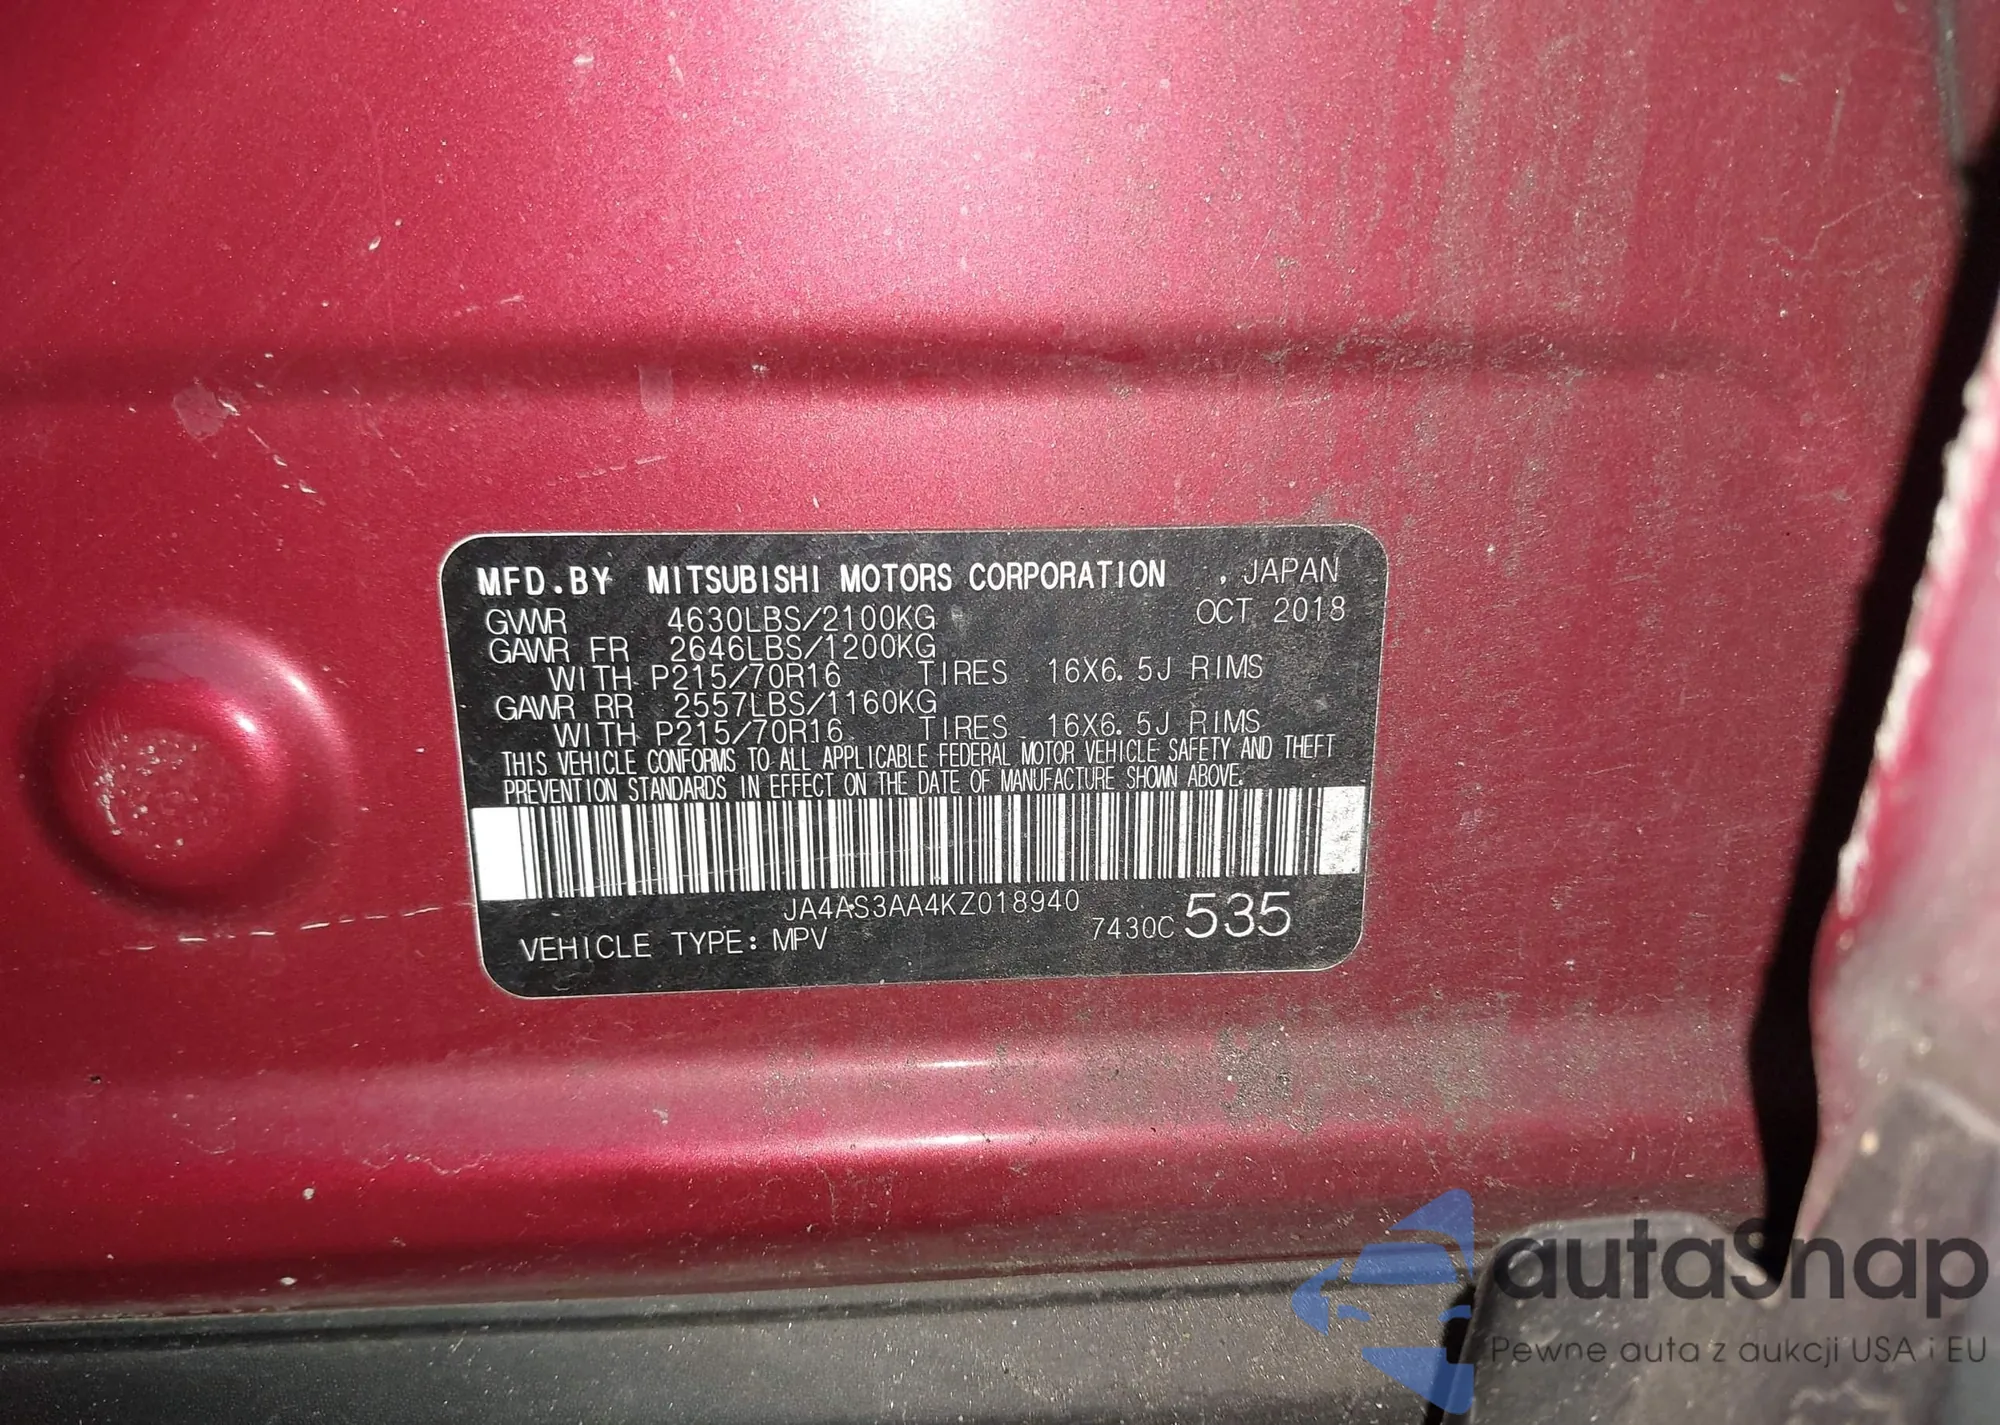 MFD.BY MITSUBISHI MOTORS CORPORATION , JAPAN
GVWR 4630LBS/2100KG OCT 2018
GAWR FR 2646LBS/1200KG
WITH P215/70R16 TIRES 16X6.5J RIMS
GAWR RR 2557LBS/1160KG
WITH P215/70R16 TIRES 16X6.5J RIMS
THIS VEHICLE CONFORMS TO ALL APPLICABLE FEDERAL MOTOR VEHICLE SAFETY AND THEFT
PREVENTION STANDARDS IN EFFECT ON THE DATE OF MANUFACTURE SHOWN ABOVE.
JA4AS3AA4KZ018940
VEHICLE TYPE: MPV 7430C 535
autaSnap
Pewne auta z aukcji USA i EU